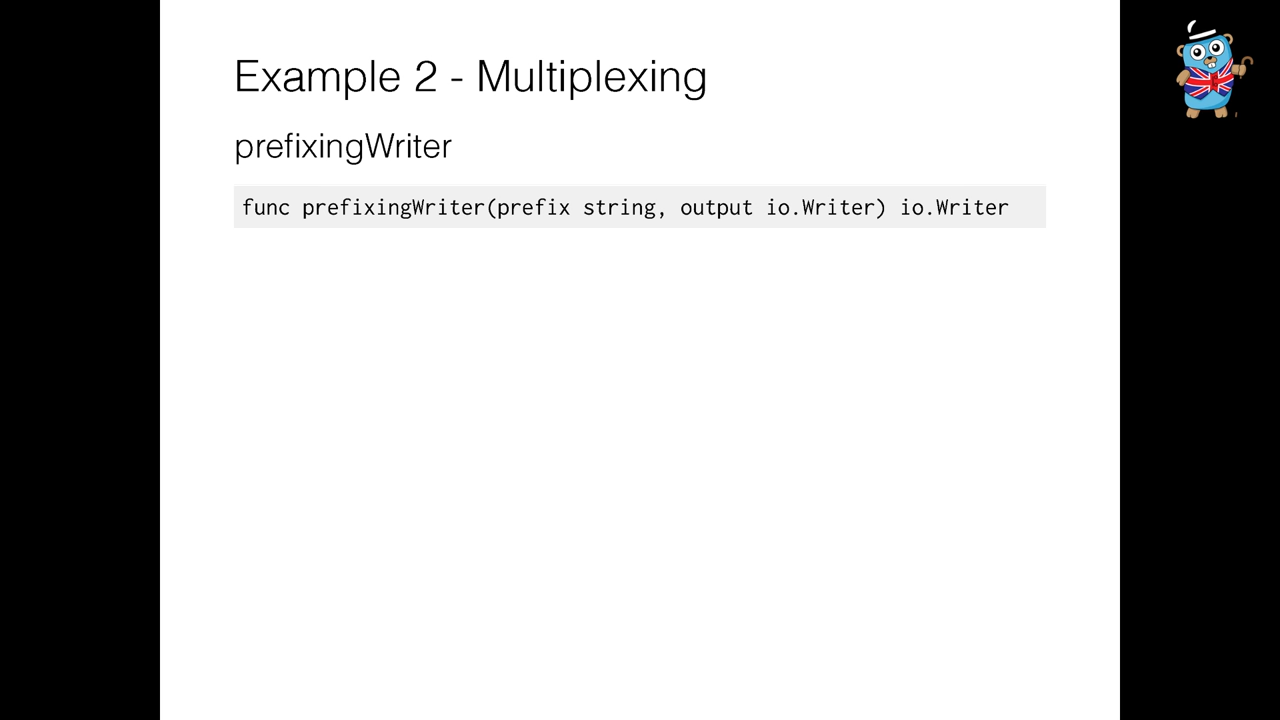 Example 2 - Multiplexing
prefixingWriter
func prefixingWriter(prefix string, output io.Writer) io.Writer